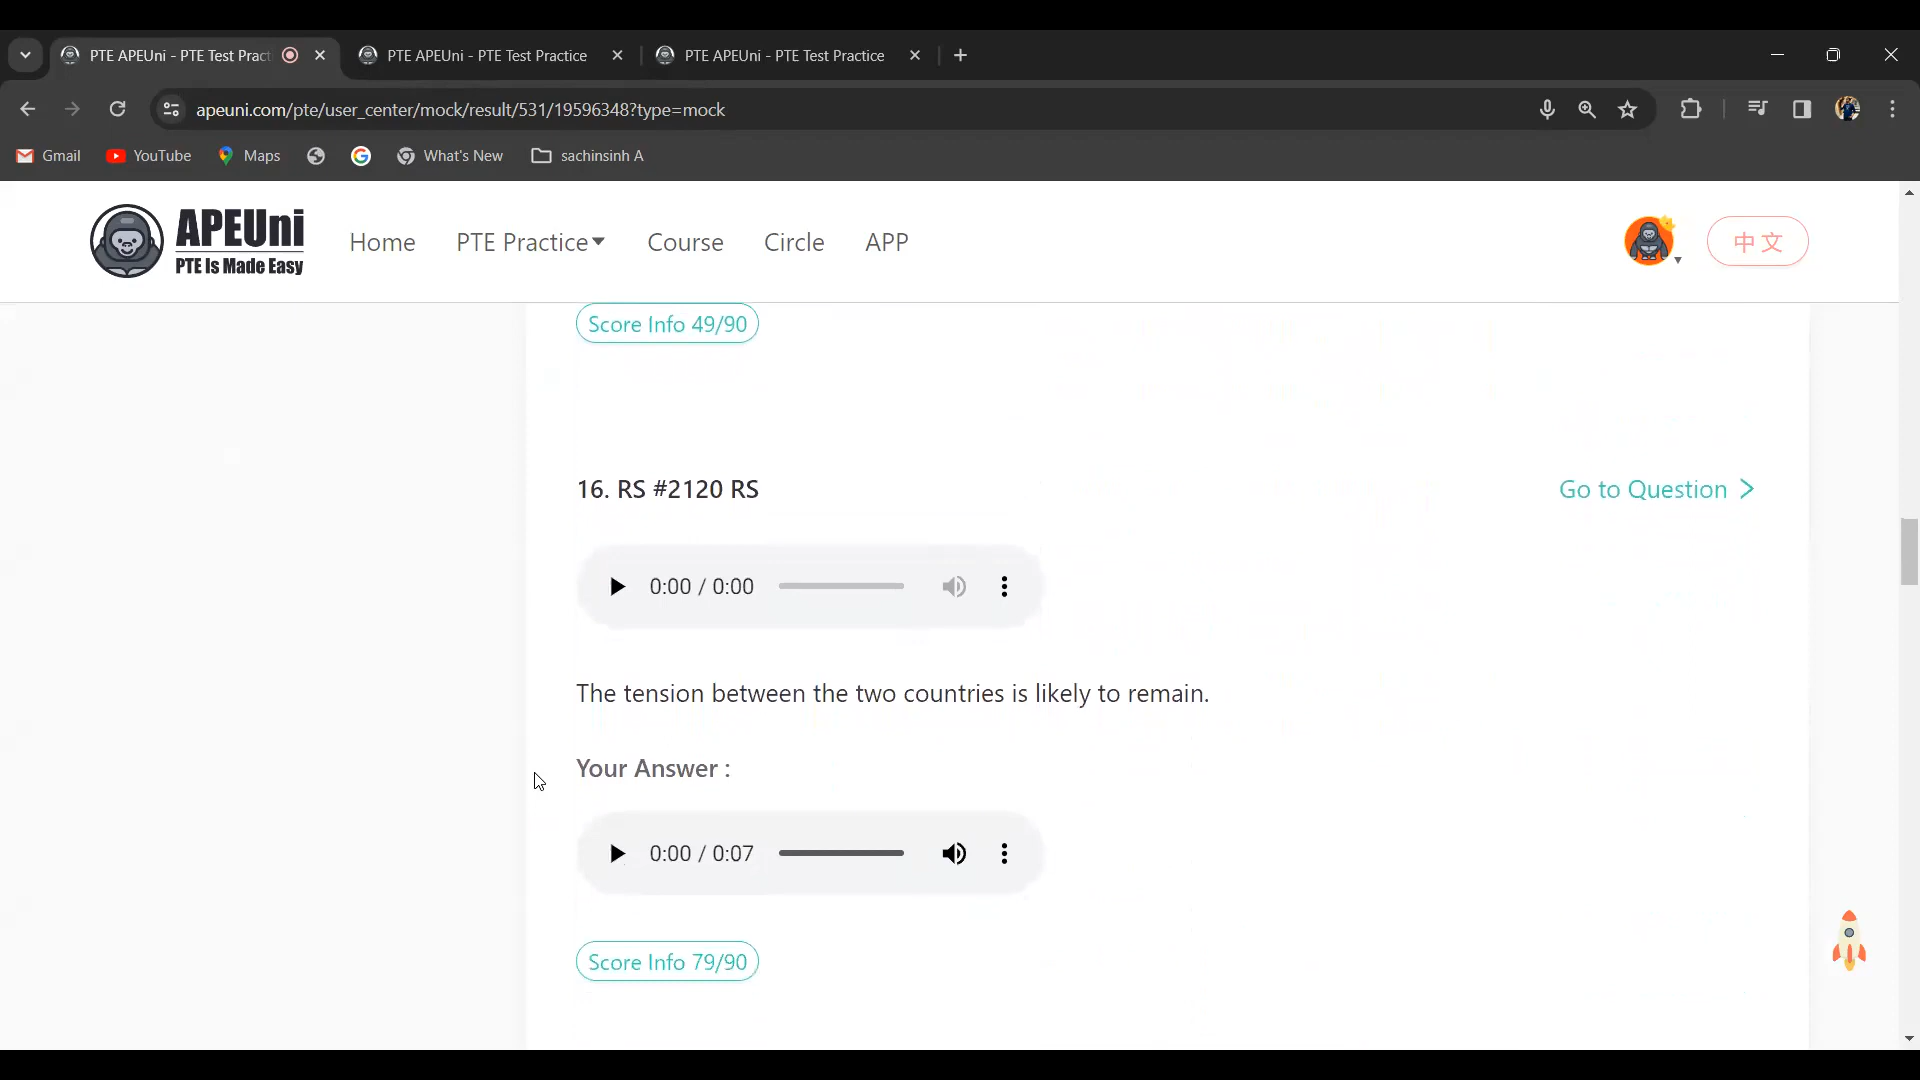 PTE APEUni - PTE Test Pract
PTE APEUni - PTE Test Practice
PTE APEUni - PTE Test Practice
apeuni.com/pte/user_center/mock/result/531/19596348?type=mock
Gmail
YouTube
Maps
What's New
sachinsinh A
APEUni
PTE Is Made Easy
Home
PTE Practice
Course
Circle
APP
中文
Score Info 49/90
16. RS #2120 RS
Go to Question
0:00 / 0:00
The tension between the two countries is likely to remain.
Your Answer :
0:00 / 0:07
Score Info 79/90